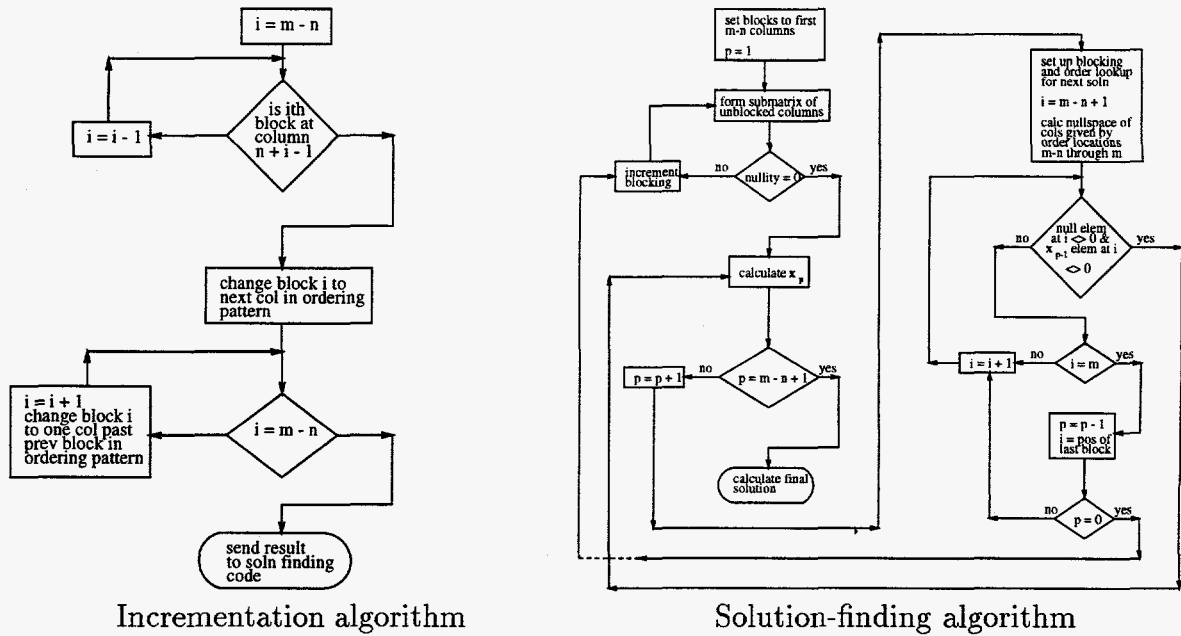 i = m - n
is ith
block at
column
n + i - 1
i = i - 1
change block i to
next col in ordering
pattern
i = i + 1
change block i
to one col past
prev block in
ordering pattern
i = m - n
send result
to soln finding
code
Incrementation algorithm
set blocks to first
m-n columns
p = 1
form submatrix of
unblocked columns
increment
blocking
no
nullity = 0
yes
calculate x p
p = p + 1
no
p = m - n + 1
yes
calculate final
solution
set up blocking
and order lookup
for next soln
i = m - n + 1
calc nullspace of
cols given by
order locations
m-n through m
no
null elem
at i <> 0 &
x p-1 elem at i
<> 0
yes
i = i + 1
no
i = m
yes
p = p - 1
i = pos of
last block
no
p = 0
yes
Solution-finding algorithm